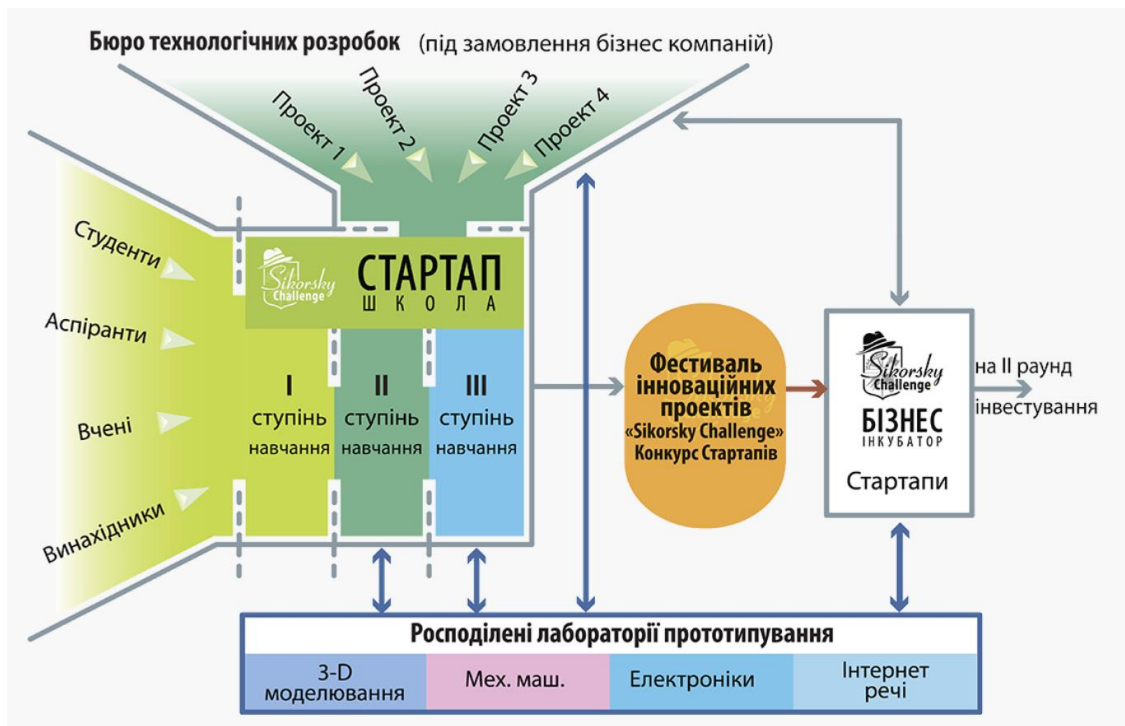 Бюро технологічних розробок (під замовлення бізнес компаній)
Проект 1
Проект 2
Проект 3
Проект 4
Студенти
Аспіранти
Вчені
Винахідники
Sikorsky
Challenge
СТАРТАП
ШКОЛА
I
ступінь
навчання
II
ступінь
навчання
III
ступінь
навчання
Фестиваль
інноваційних
проектів
«Sikorsky Challenge»
Конкурс Стартапів
Sikorsky
Challenge
БІЗНЕС
ІНКУБАТОР
Стартапи
на II раунд
інвестування
Росподілені лабораторії прототипування
3-D
моделювання
Мех. маш.
Електроніки
Інтернет
речі